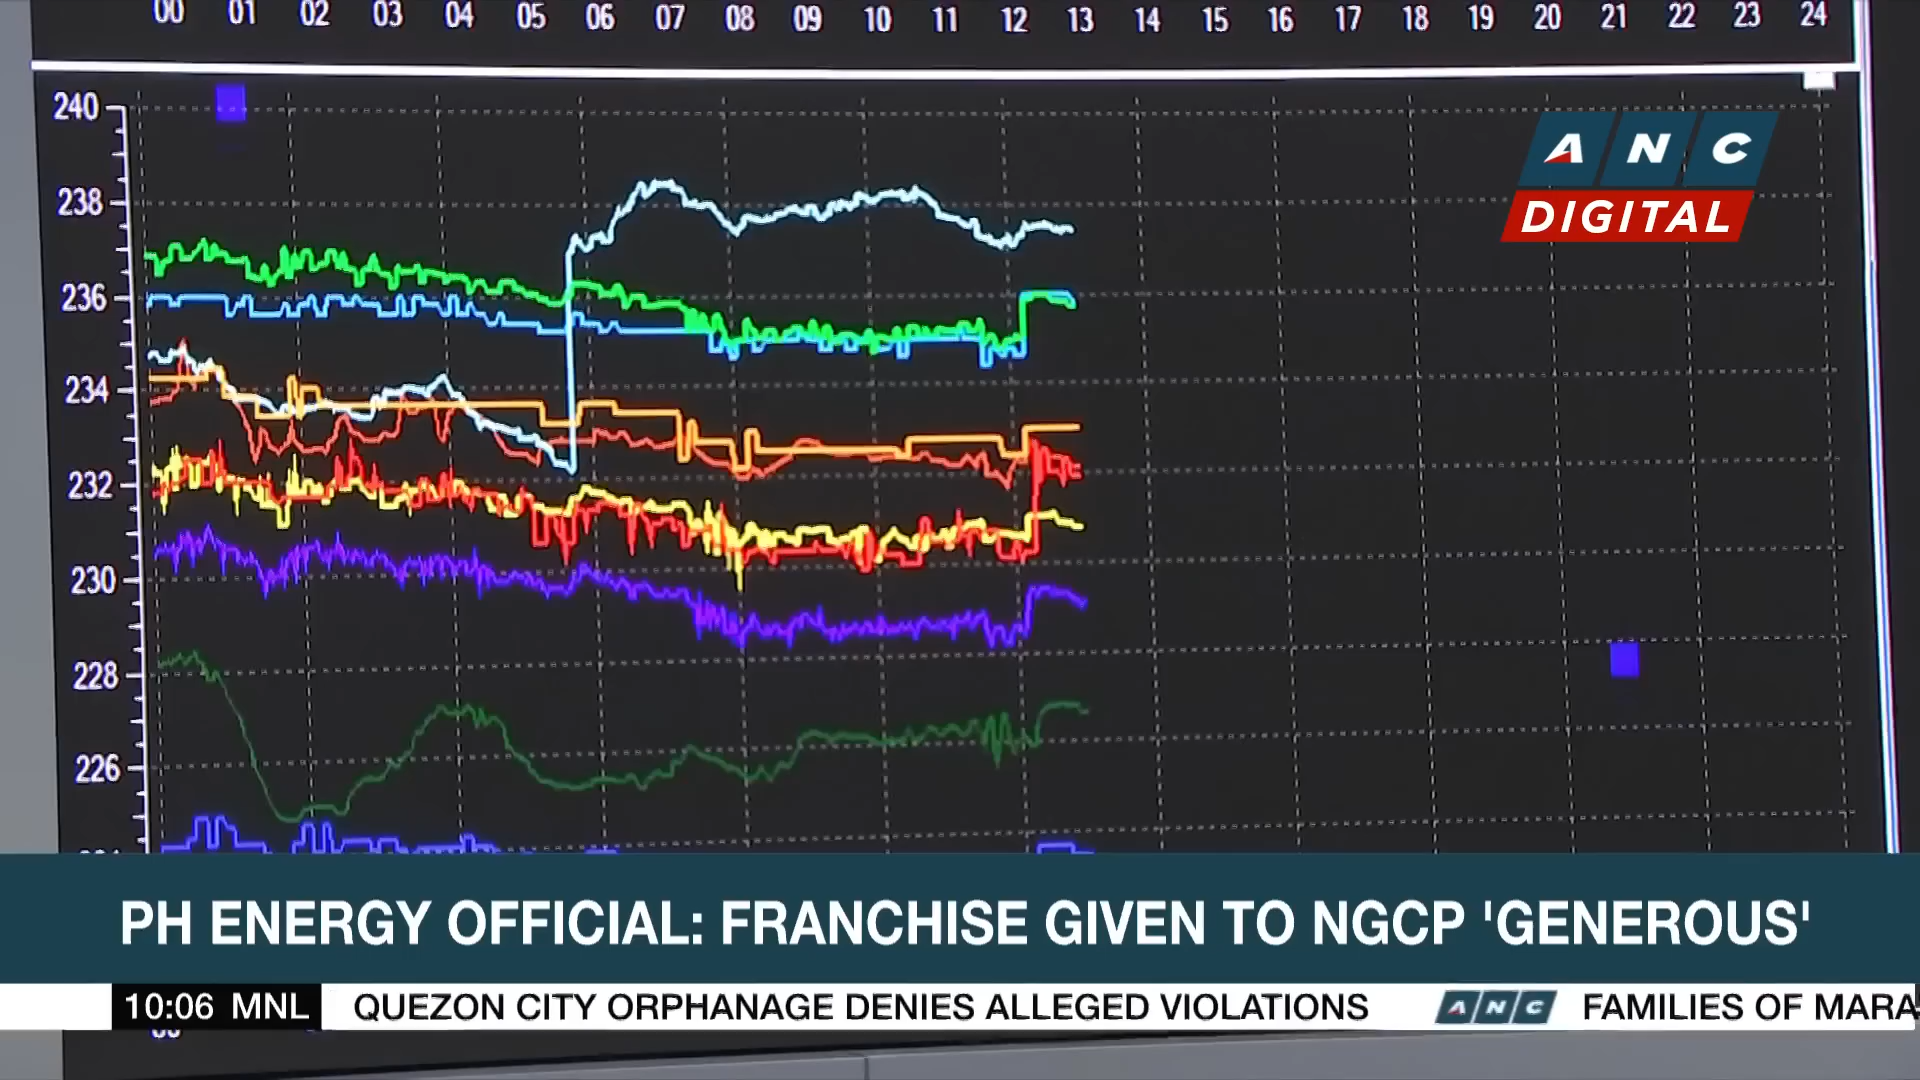 00 01 02 03 04 05 06 07 08 09 10 11 12 13 14 15 16 17 18 19 20 21 22 23 24
240
238
236
234
232
230
228
226
ANC
DIGITAL
PH ENERGY OFFICIAL: FRANCHISE GIVEN TO NGCP 'GENEROUS'
10:06 MNL QUEZON CITY ORPHANAGE DENIES ALLEGED VIOLATIONS ANC FAMILIES OF MARA